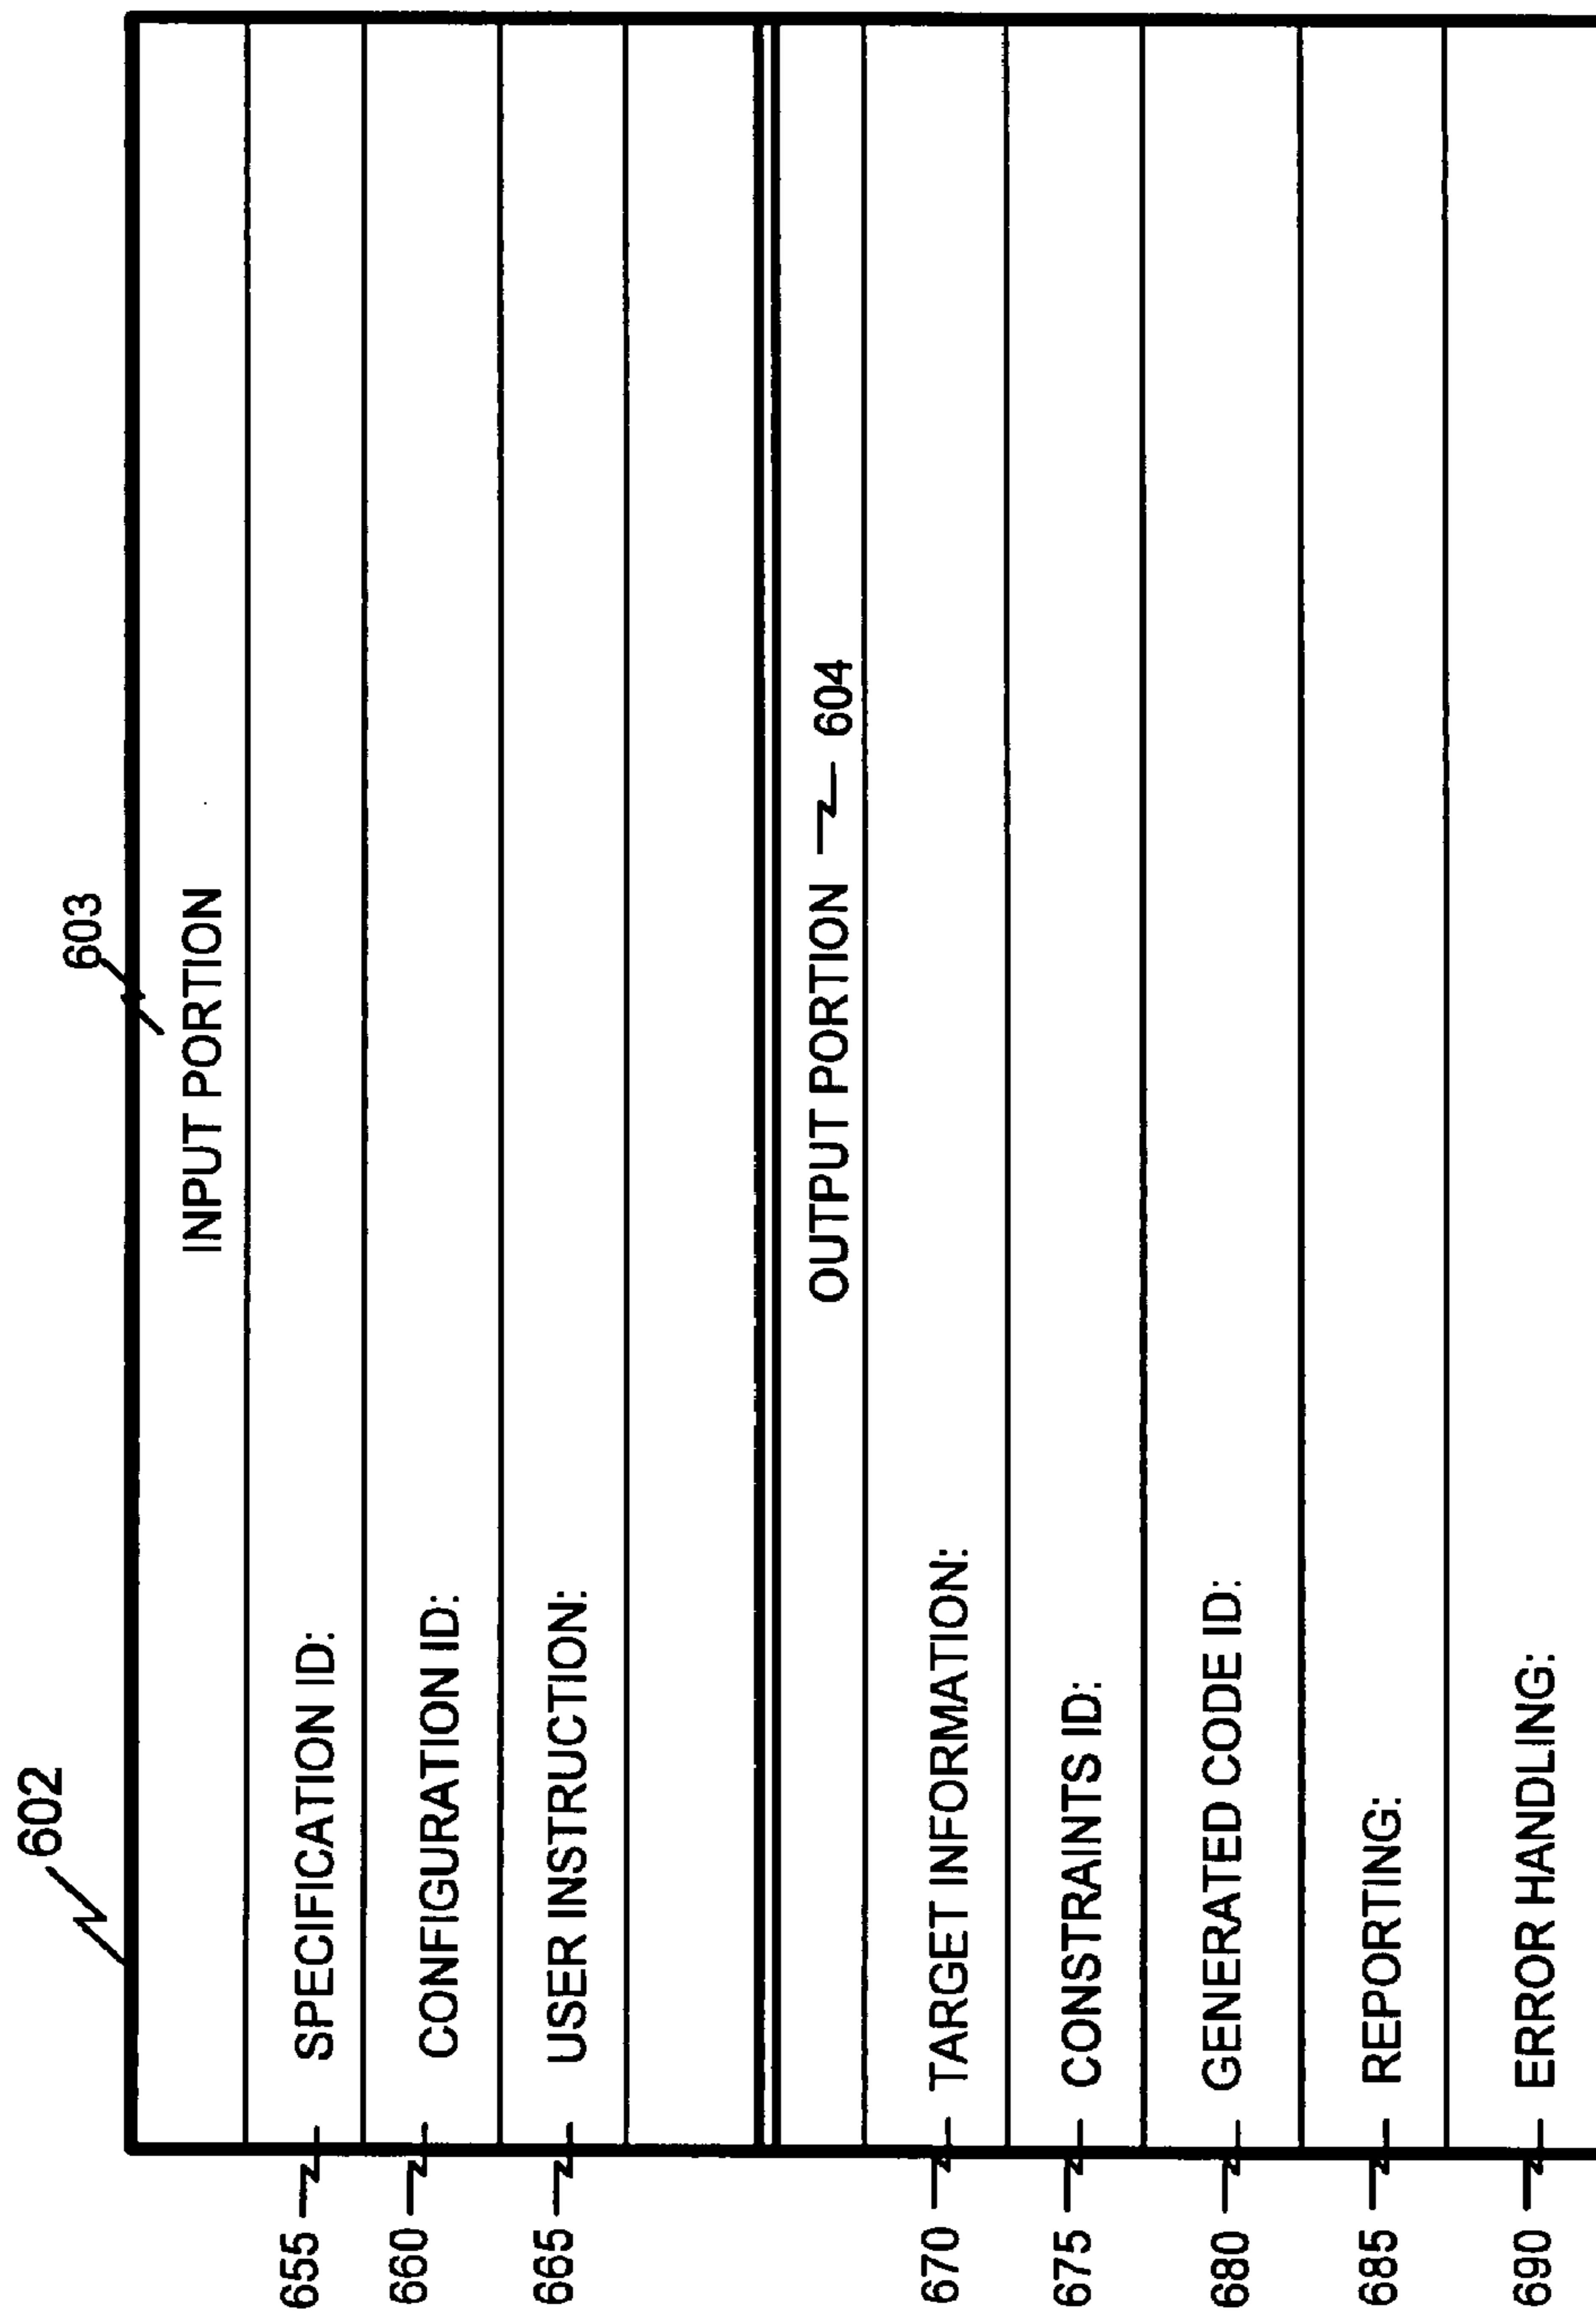 602
603
INPUT PORTION
655 SPECIFICATION ID:
660 CONFIGURATION ID:
665 USER INSTRUCTION:
OUTPUT PORTION 604
670 TARGET INFORMATION:
675 CONSTRAINTS ID:
680 GENERATED CODE ID:
685 REPORTING:
690 ERROR HANDLING: